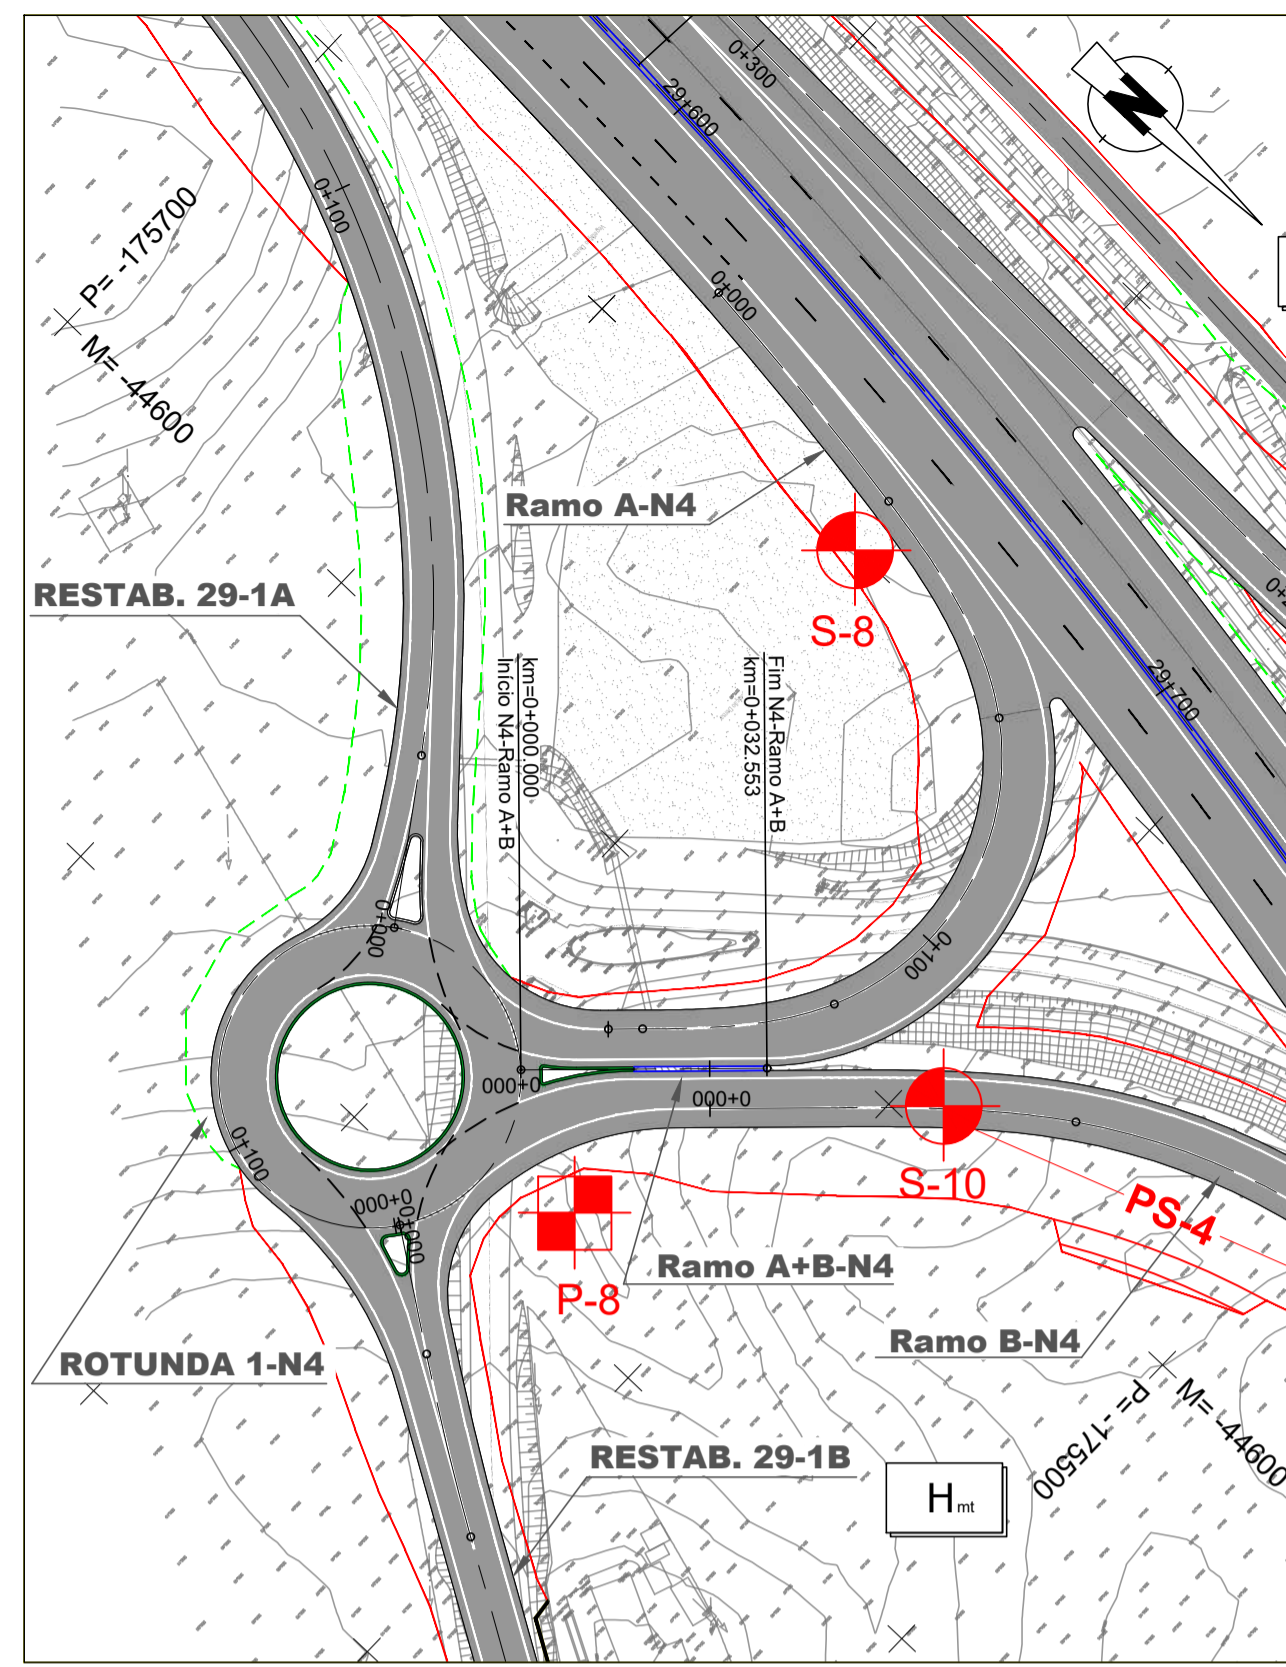 0+300
29+600
N
0+100
P= -175700
M= -44600
0+000
Ramo A-N4
S-8
RESTAB. 29-1A
km=0+000.000
Início N4-Ramo A+B
Fim N4-Ramo A+B
km=0+032.553
29+700
0+000
0+100
0+000
0+000
S-10
0+100
0+000
0+000
PS-4
P-8
Ramo A+B-N4
Ramo B-N4
ROTUNDA 1-N4
P= -175500
M= -44600
RESTAB. 29-1B
Hmt